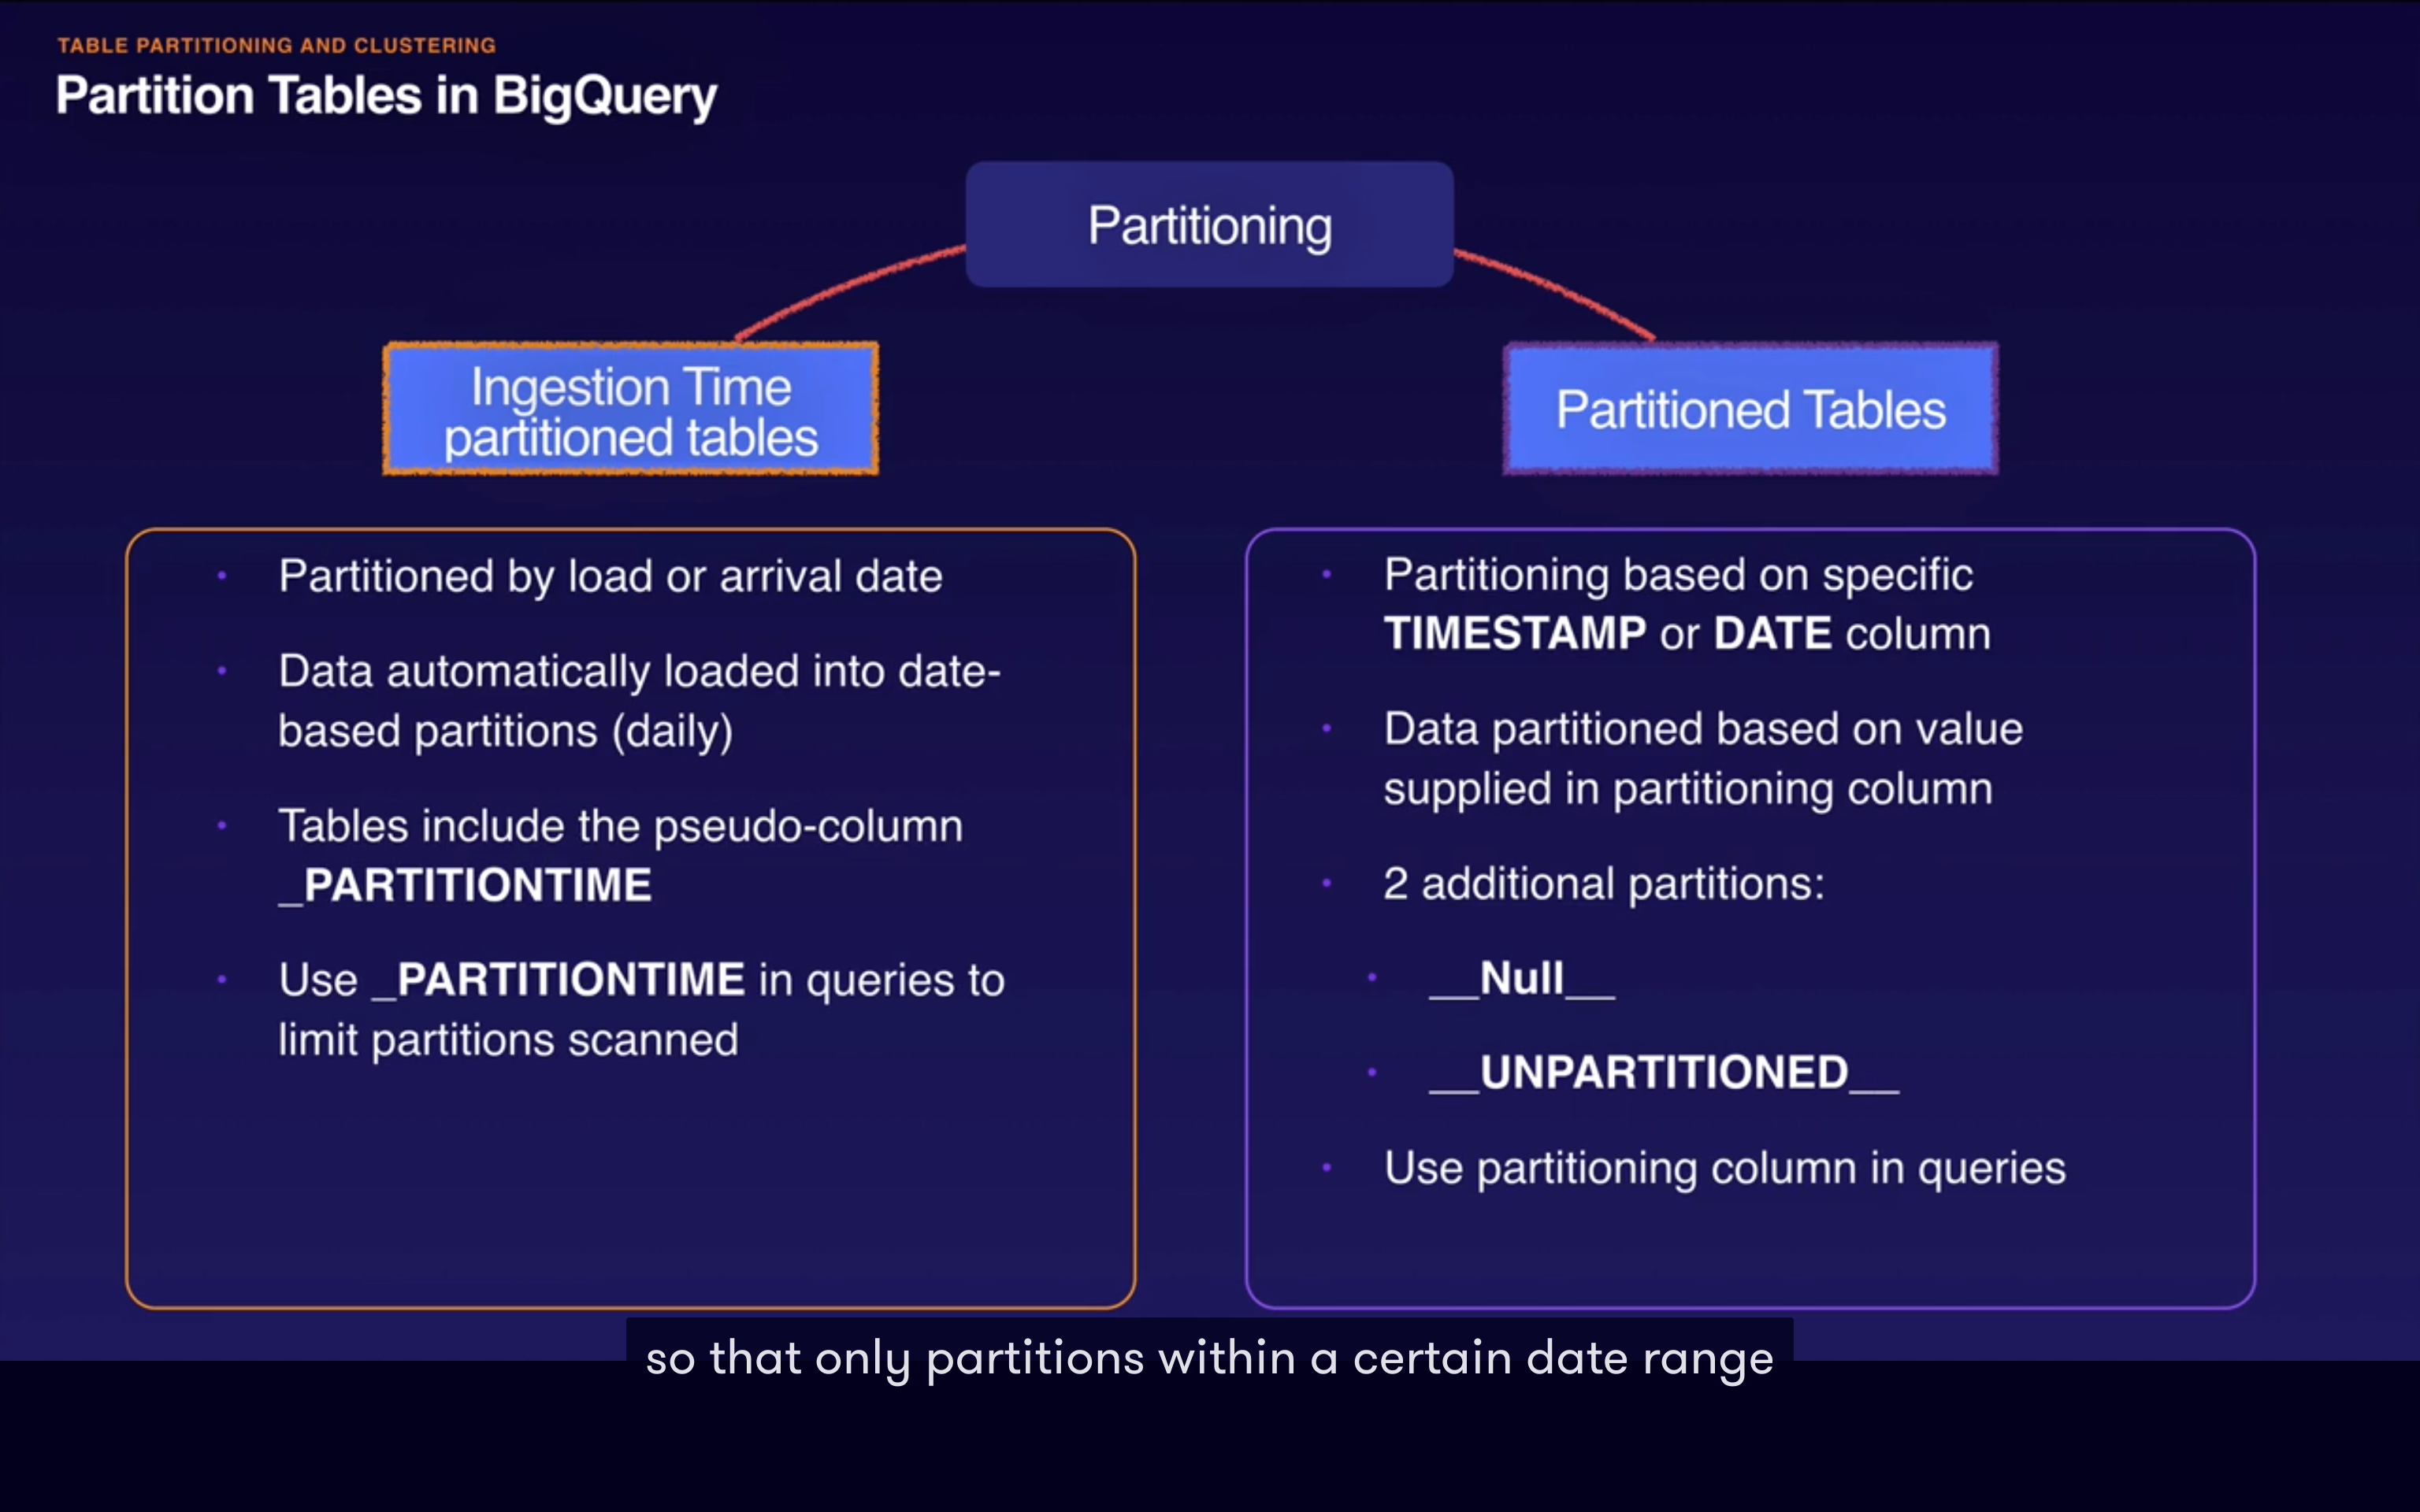 TABLE PARTITIONING AND CLUSTERING
Partition Tables in BigQuery
Partitioning
Ingestion Time
partitioned tables
• Partitioned by load or arrival date
• Data automatically loaded into date-
based partitions (daily)
• Tables include the pseudo-column
_PARTITIONTIME
• Use _PARTITIONTIME in queries to
limit partitions scanned
Partitioned Tables
• Partitioning based on specific
TIMESTAMP or DATE column
• Data partitioned based on value
supplied in partitioning column
• 2 additional partitions:
• __Null__
• __UNPARTITIONED__
• Use partitioning column in queries
so that only partitions within a certain date range